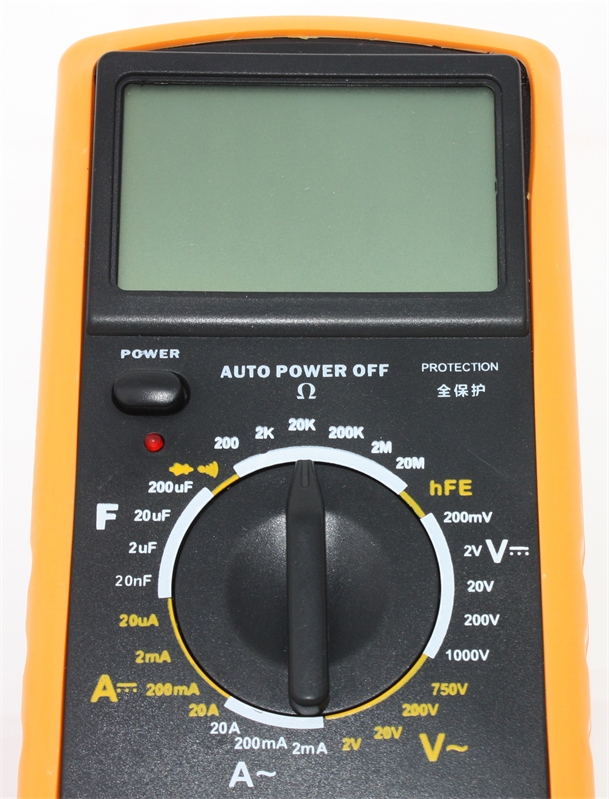 POWER
AUTO POWER OFF
PROTECTION
全保护
Ω
200
2K
20K
200K
2M
20M
hFE
200mV
2V
V⎓
20V
200V
1000V
750V
200V
20V
2V
V~
2mA
200mA
20A
A~
20A
200mA
A⎓
2mA
20uA
20nF
2uF
20uF
F
200uF